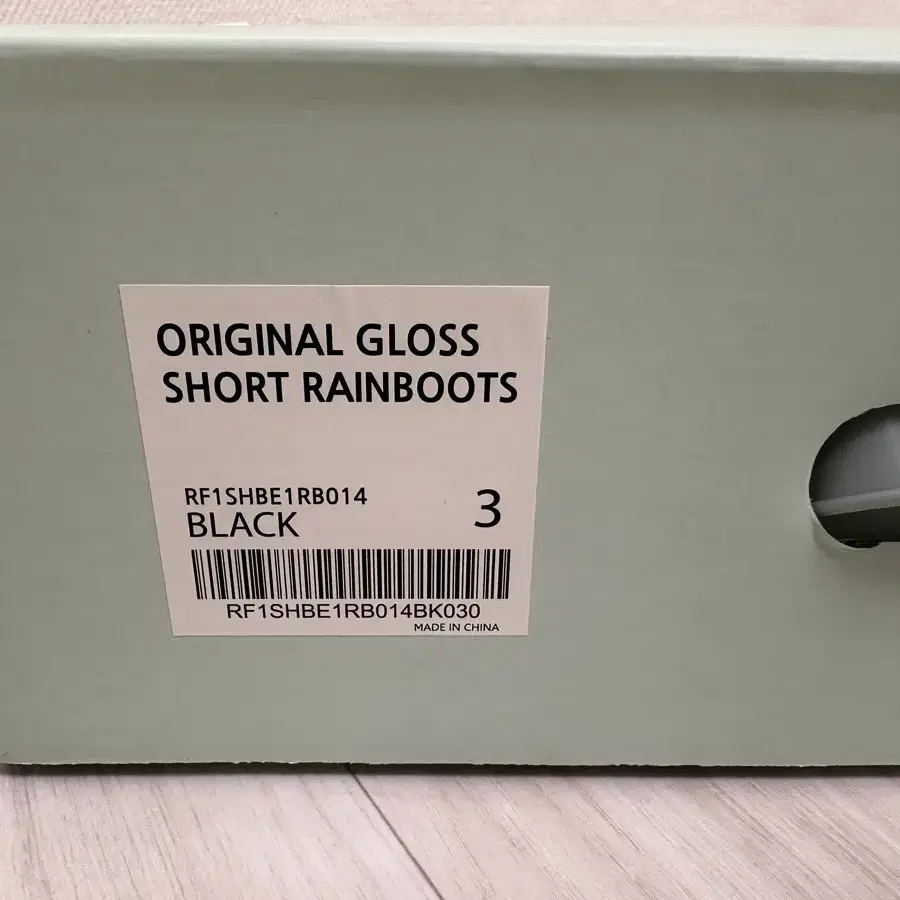 ORIGINAL GLOSS
SHORT RAINBOOTS
RF1SHBE1RB014
BLACK 3
RF1SHBE1RB014BK030
MADE IN CHINA